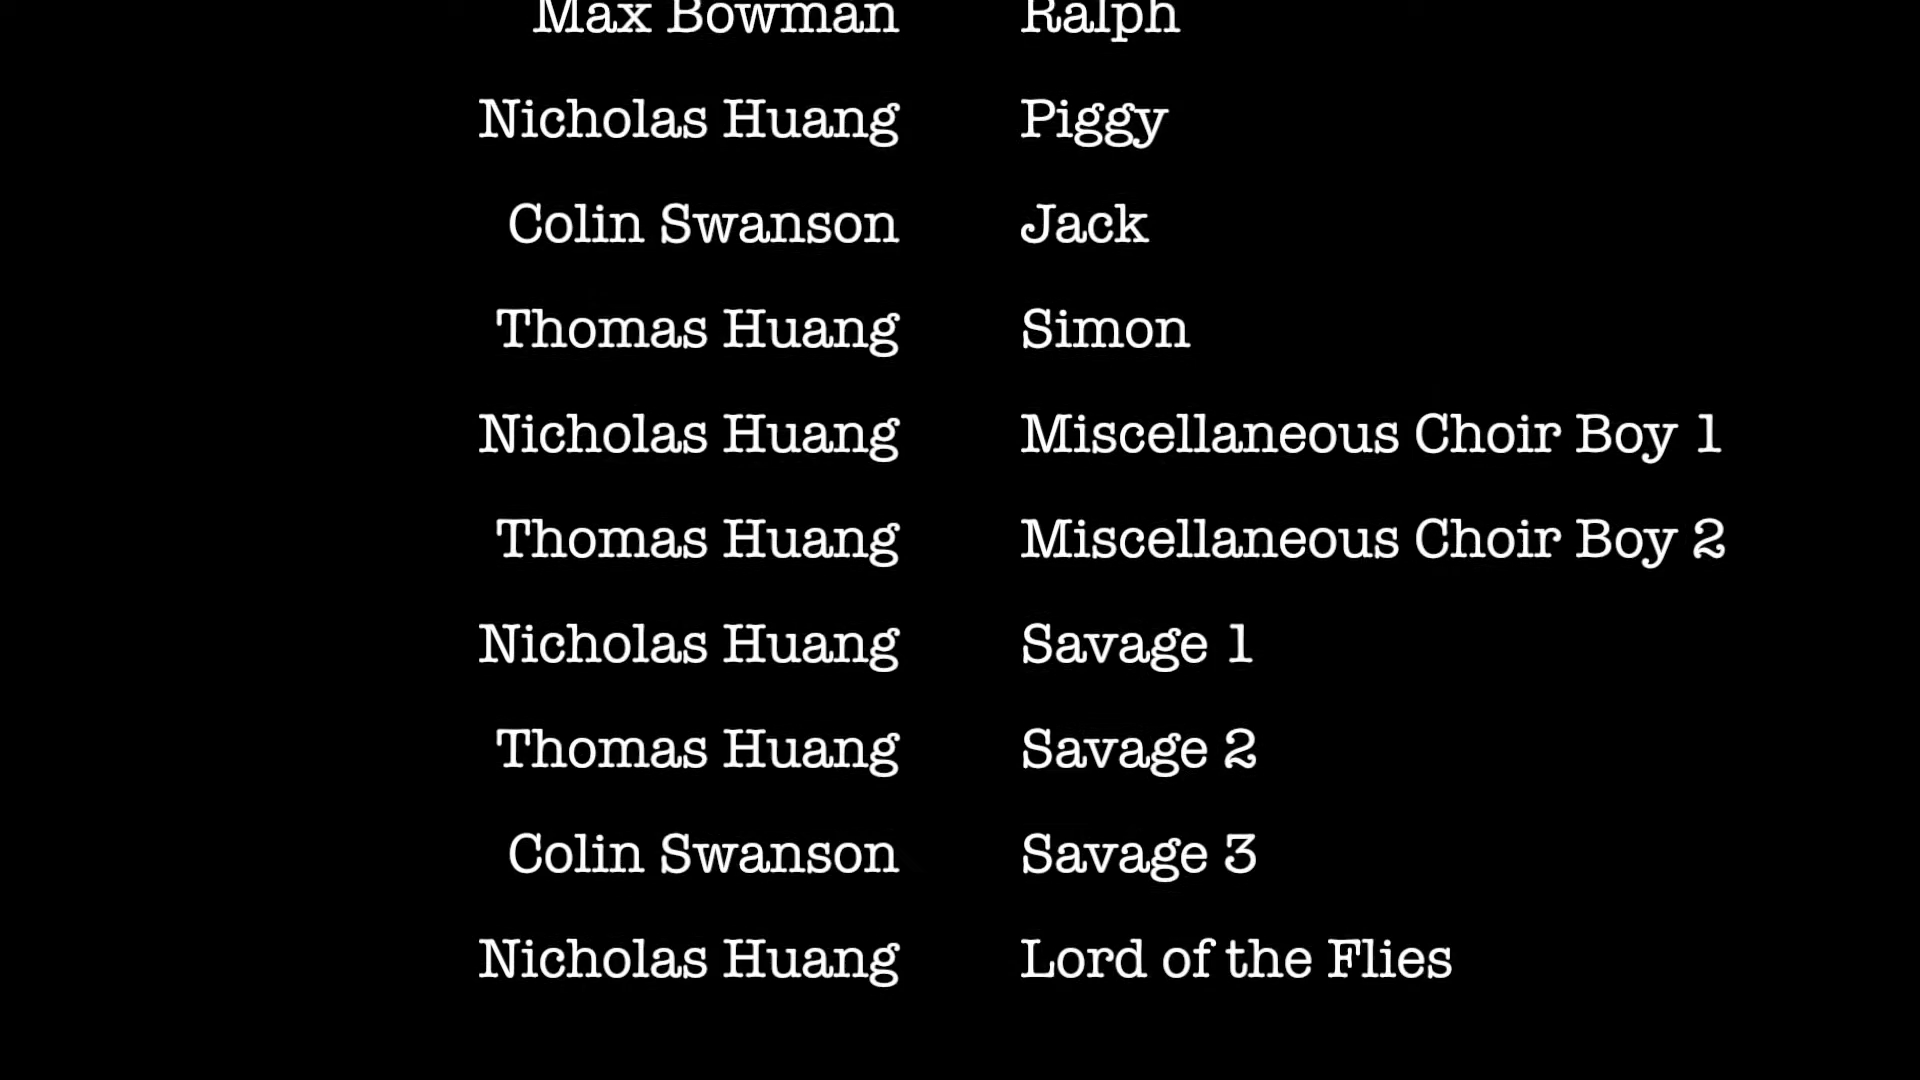 Max Bowman Ralph
Nicholas Huang Piggy
Colin Swanson Jack
Thomas Huang Simon
Nicholas Huang Miscellaneous Choir Boy 1
Thomas Huang Miscellaneous Choir Boy 2
Nicholas Huang Savage 1
Thomas Huang Savage 2
Colin Swanson Savage 3
Nicholas Huang Lord of the Flies